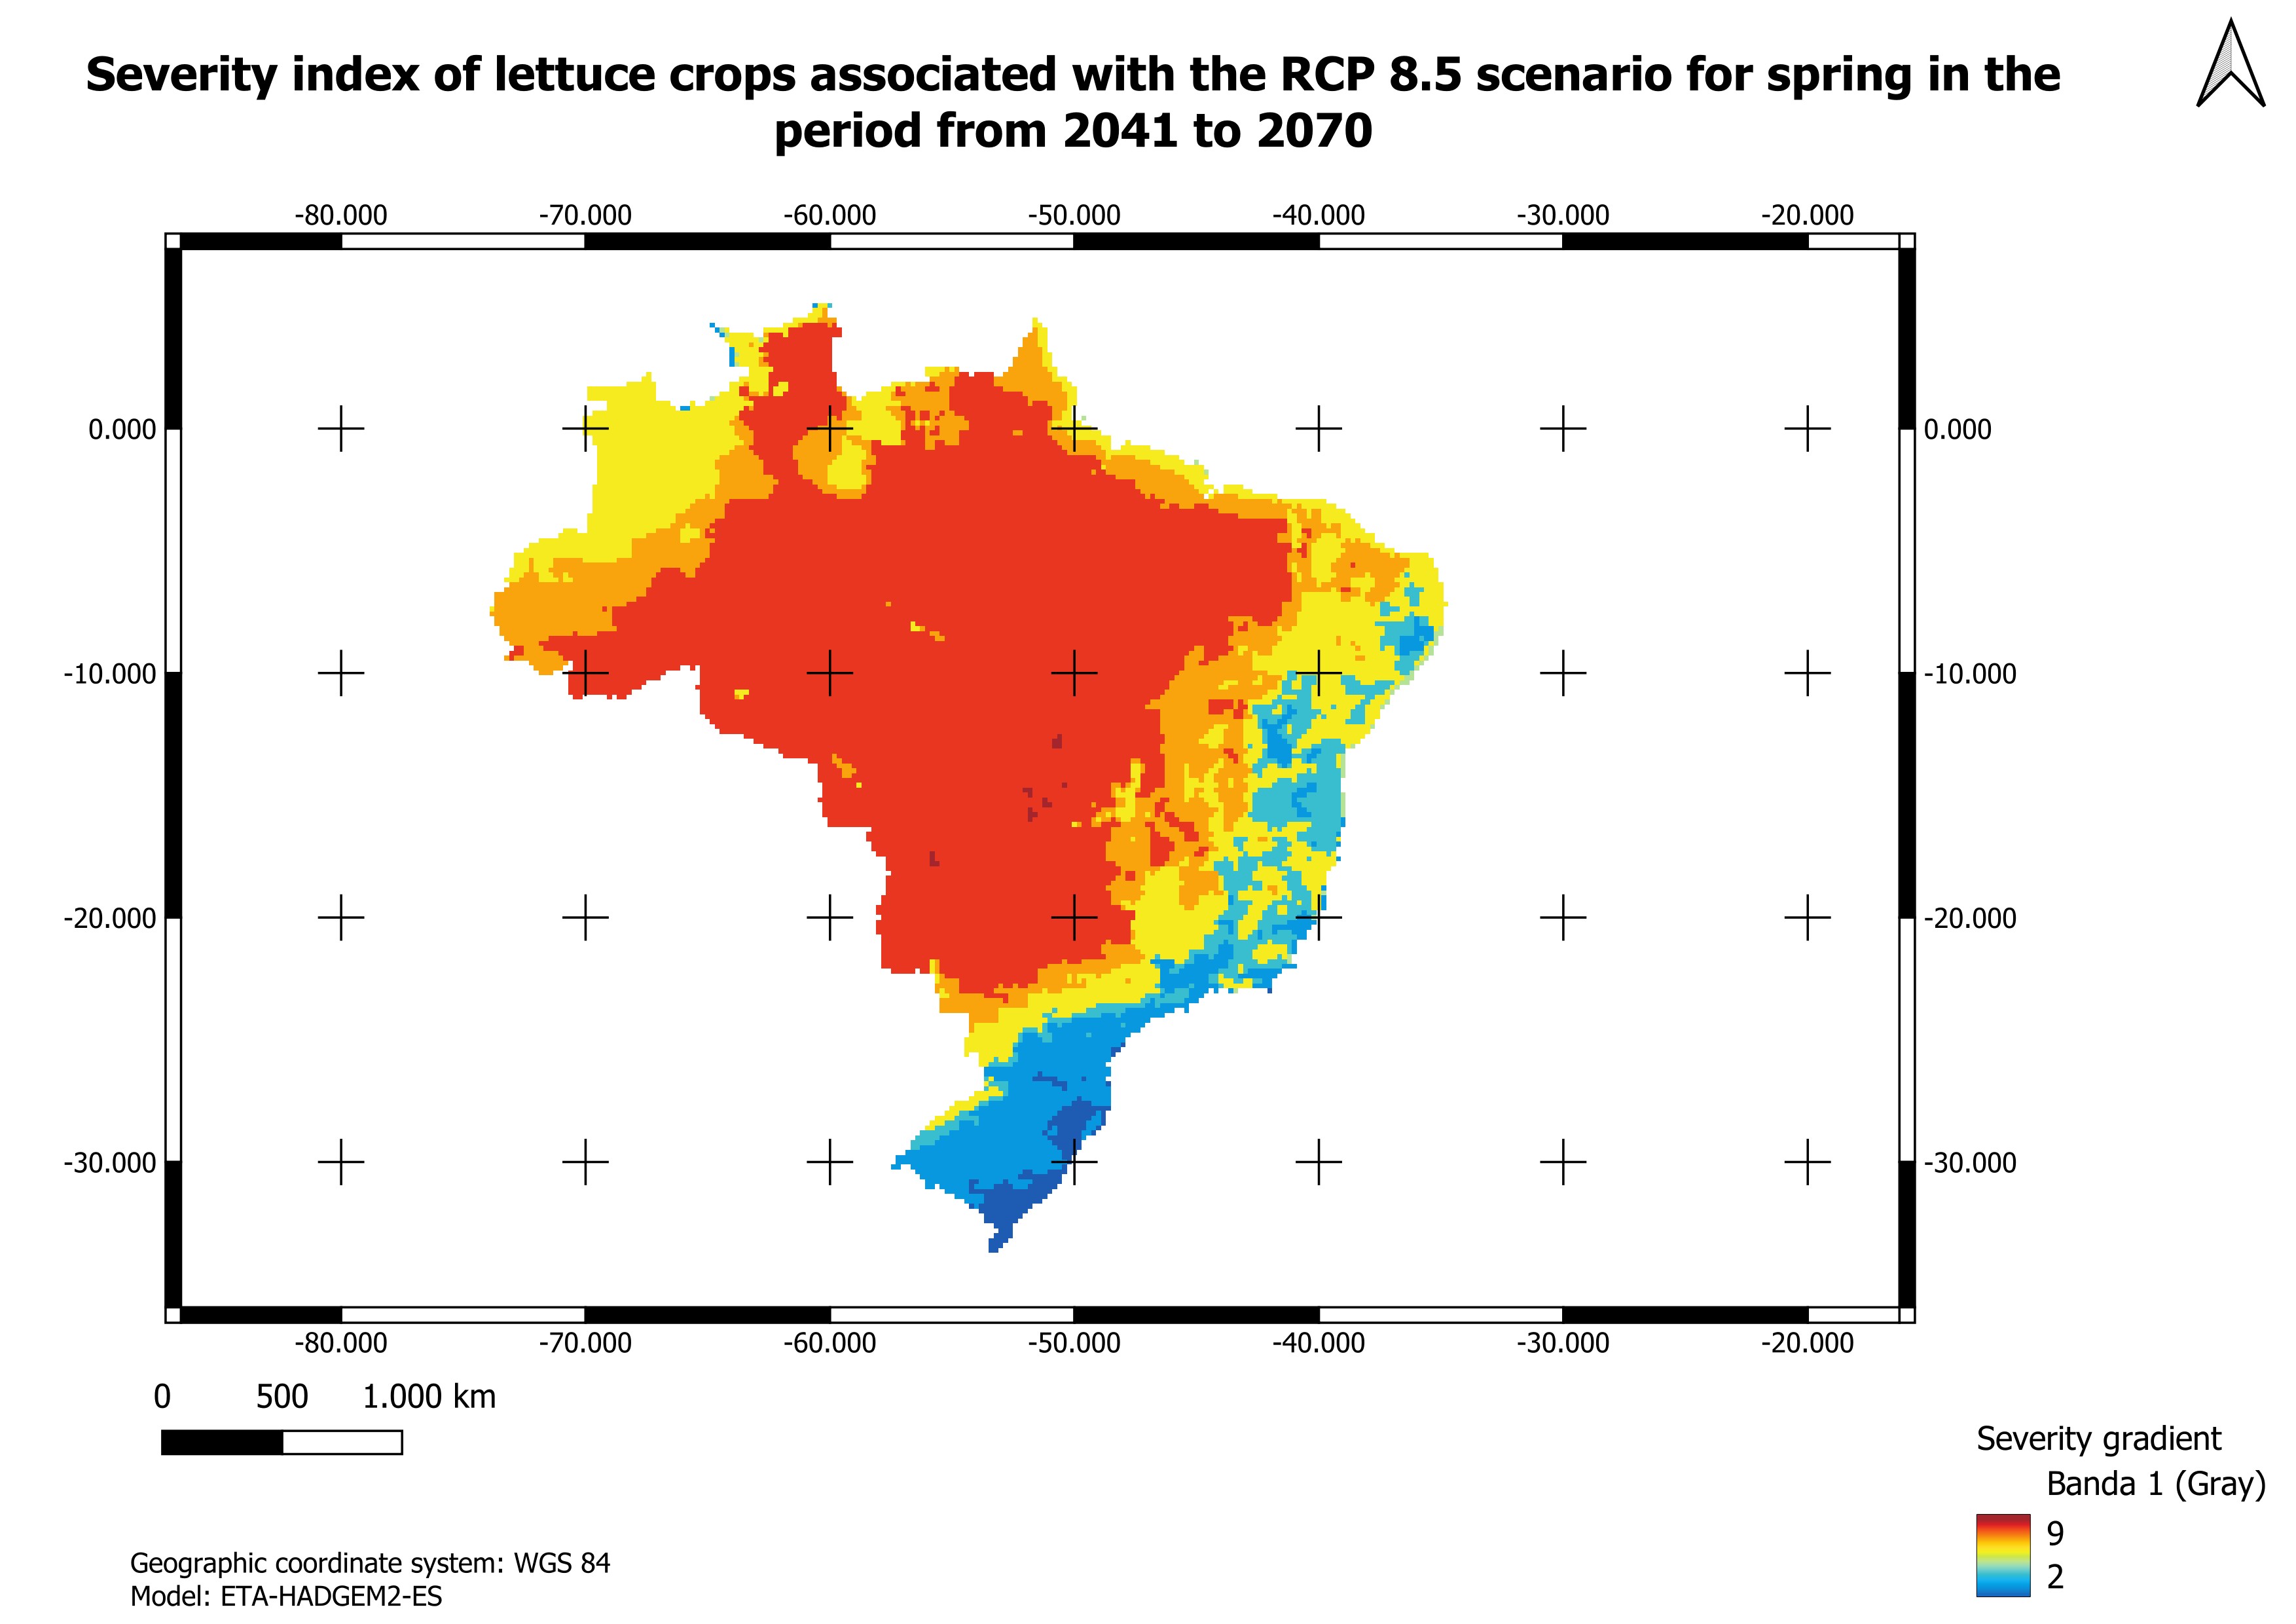 Severity index of lettuce crops associated with the RCP 8.5 scenario for spring in the
period from 2041 to 2070
-80.000 -70.000 -60.000 -50.000 -40.000 -30.000 -20.000
0.000 0.000
-10.000 -10.000
-20.000 -20.000
-30.000 -30.000
-80.000 -70.000 -60.000 -50.000 -40.000 -30.000 -20.000
0 500 1.000 km
Severity gradient
Banda 1 (Gray)
9
2
Geographic coordinate system: WGS 84
Model: ETA-HADGEM2-ES